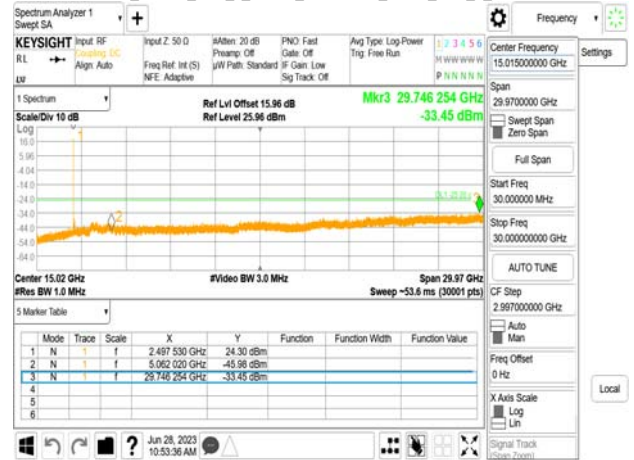 Spectrum Analyzer 1
Swept SA
Frequency
KEYSIGHT
RL
Input: RF
Coupling: DC
Align: Auto
Input Z: 50 Ω
Freq Ref: Int (S)
NFE: Adaptive
#Atten: 20 dB
Preamp: Off
µW Path: Standard
PNO: Fast
Gate: Off
IF Gain: Low
Sig Track: Off
Avg Type: Log-Power
Trig: Free Run
1 2 3 4 5 6
M W W W W W
P N N N N N
LV
1 Spectrum
Scale/Div 10 dB
Ref Lvl Offset 15.96 dB
Ref Level 25.96 dBm
Mkr3 29.746 254 GHz
-33.45 dBm
Log
16.0
5.96
-4.04
-14.0
-24.0
-34.0
-44.0
-54.0
-64.0
1
2
Center 15.02 GHz
#Res BW 1.0 MHz
#Video BW 3.0 MHz
Span 29.97 GHz
Sweep ~53.6 ms (30001 pts)
5 Marker Table
Mode Trace Scale X Y Function Function Width Function Value
1 N 1 f 2.497 530 GHz 24.30 dBm
2 N 1 f 5.062 020 GHz -45.98 dBm
3 N 1 f 29.746 254 GHz -33.45 dBm
4
5
6
Jun 28, 2023
10:53:36 AM
Center Frequency
15.015000000 GHz
Settings
Span
29.9700000 GHz
Swept Span
Zero Span
Full Span
Start Freq
30.000000 MHz
Stop Freq
30.000000000 GHz
AUTO TUNE
CF Step
2.997000000 GHz
Auto
Man
Freq Offset
0 Hz
X Axis Scale
Log
Lin
Local
Signal Track
(Span Zoom)